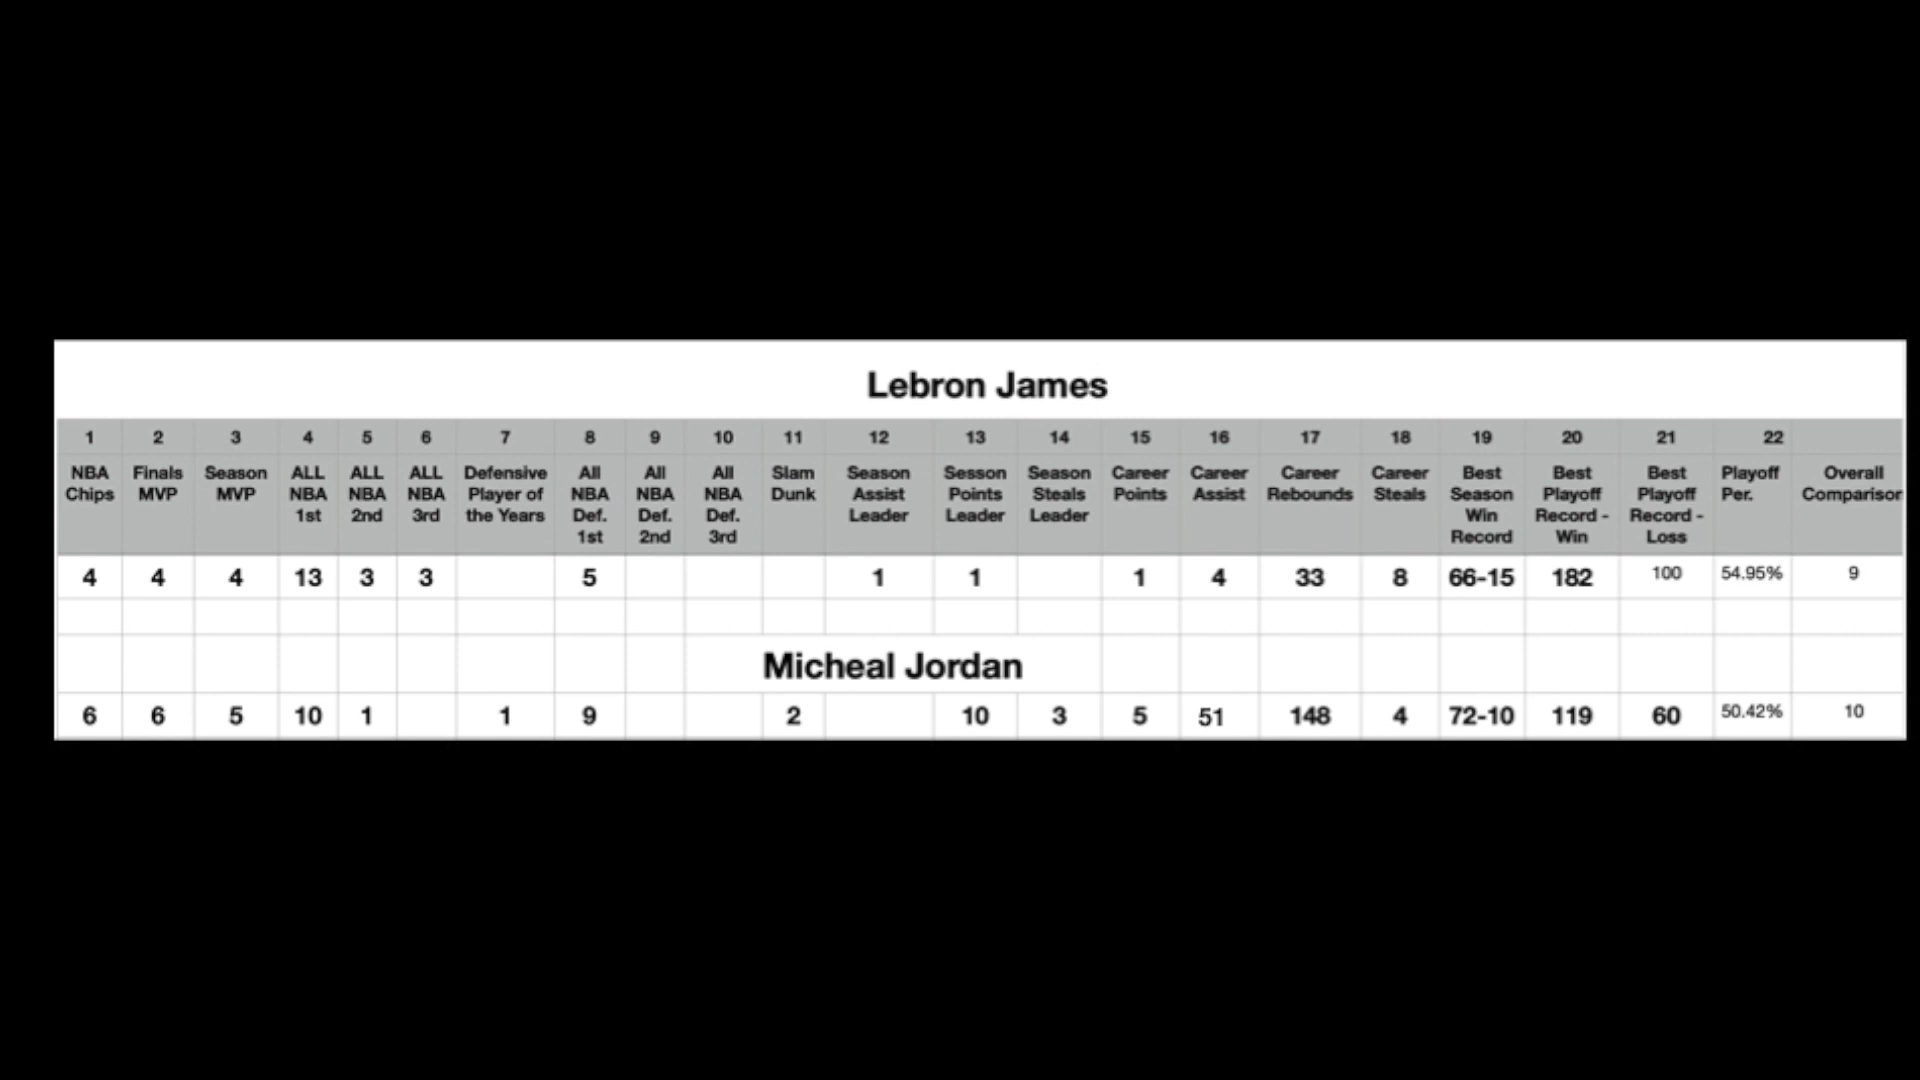 Lebron James
1 2 3 4 5 6 7 8 9 10 11 12 13 14 15 16 17 18 19 20 21 22
NBA Chips Finals MVP Season MVP ALL NBA 1st ALL NBA 2nd ALL NBA 3rd Defensive Player of the Years All NBA Def. 1st All NBA Def. 2nd All NBA Def. 3rd Slam Dunk Season Assist Leader Sesson Points Leader Season Steals Leader Career Points Career Assist Career Rebounds Career Steals Best Season Win Record Best Playoff Record - Win Best Playoff Record - Loss Playoff Per. Overall Comparison
4 4 4 13 3 3 5 1 1 1 4 33 8 66-15 182 100 54.95% 9
Micheal Jordan
6 6 5 10 1 1 9 2 10 3 5 51 148 4 72-10 119 60 50.42% 10